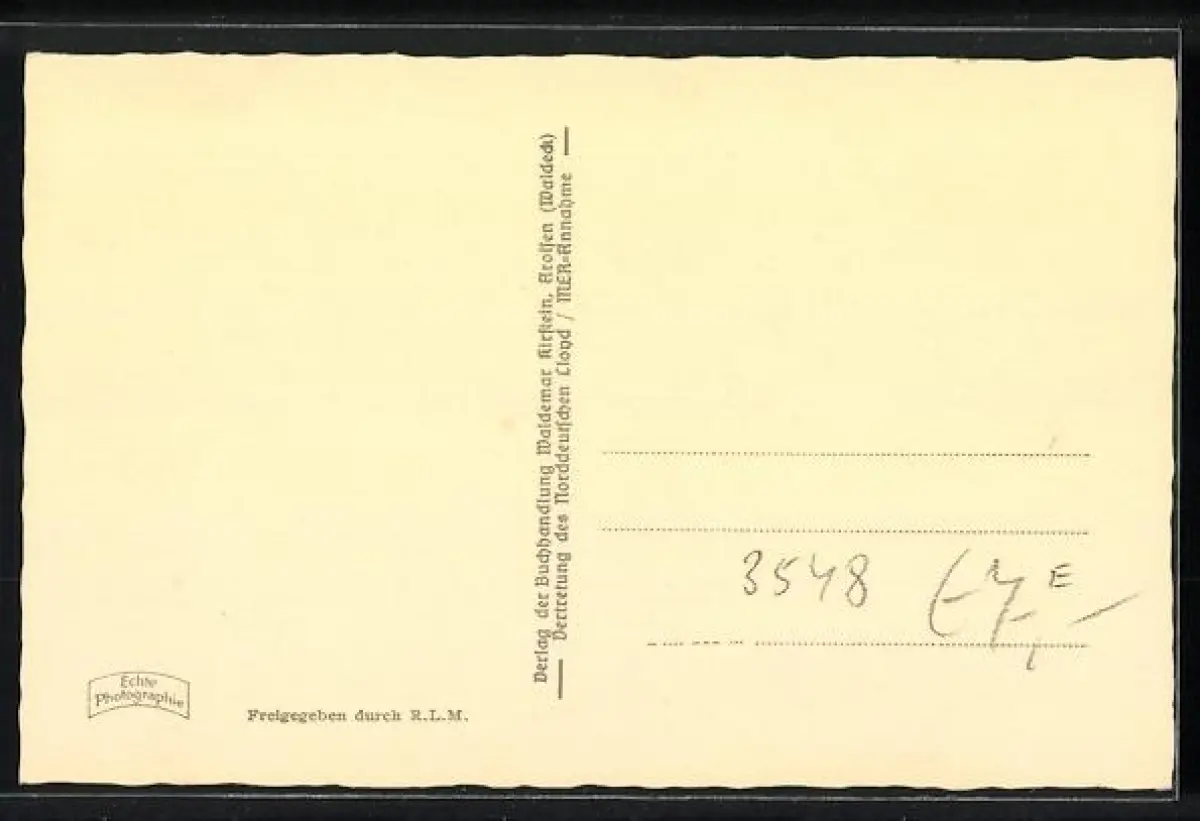 Verlag der Buchhandlung Waldemar Kirstein, Arolsen (Waldeck)
Vertretung des Norddeutschen Lloyd / MER=Annahme
3548
E
Echte
Photographie
Freigegeben durch R.L.M.